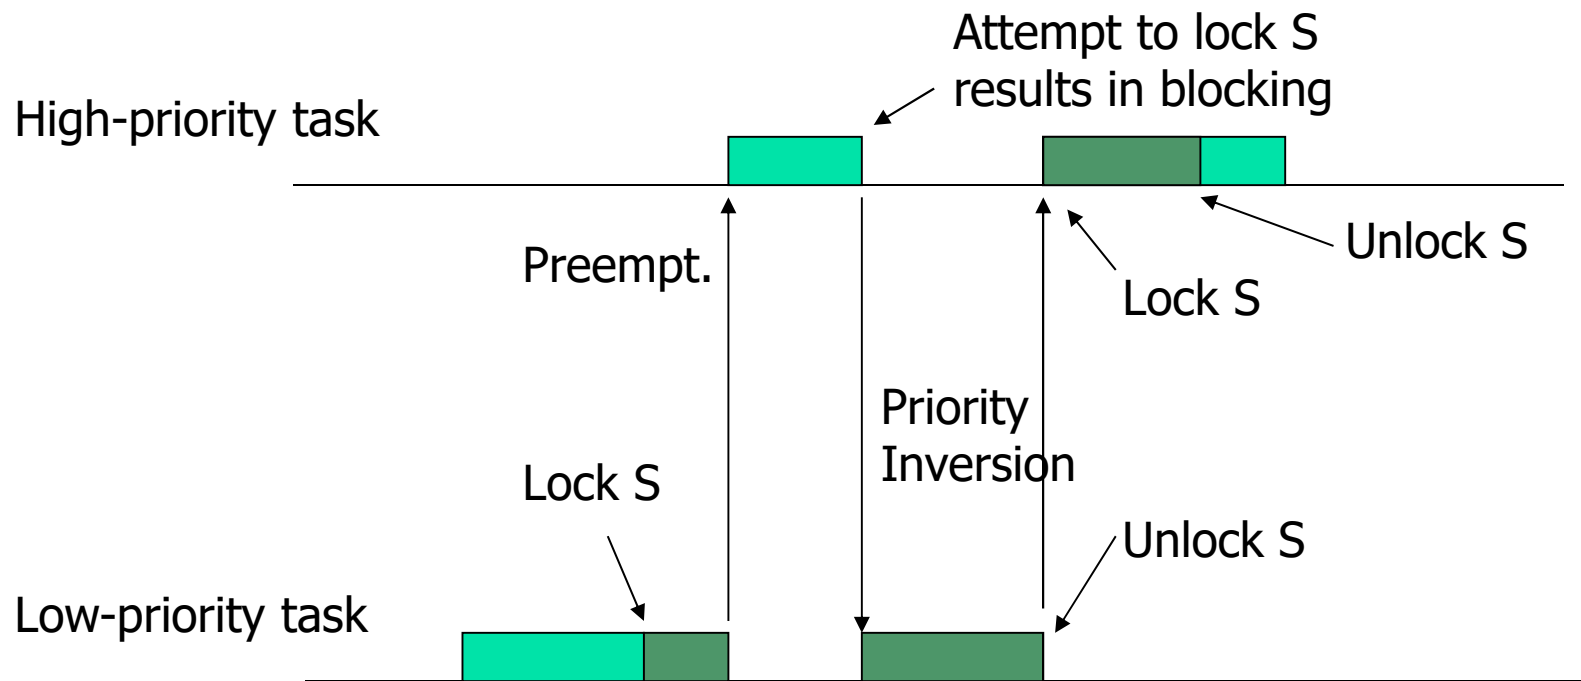 Attempt to lock S
results in blocking
High-priority task
Unlock S
Preempt.
Lock S
Priority
Inversion
Lock S
Unlock S
Low-priority task